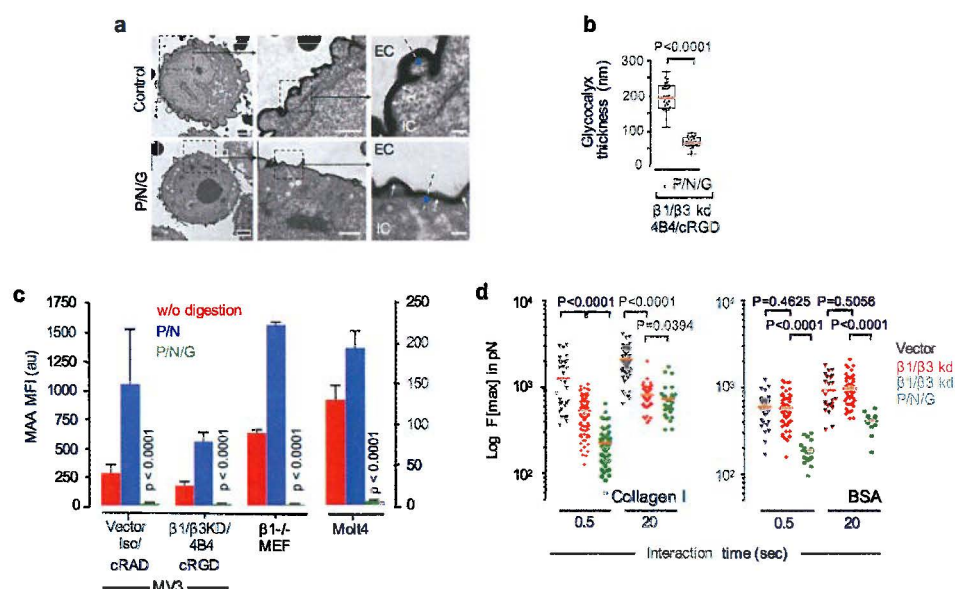 a
Control
P/N/G
EC
IC
EC
IC
b
P<0.0001
Glycocalyx
thickness (nm)
300
200
100
0
- P/N/G
β1/β3 kd
4B4/cRGD
c
w/o digestion
P/N
P/N/G
MAA MFI (au)
1750
1500
1250
1000
750
500
250
0
250
200
150
100
50
0
p < 0.0001
p < 0.0001
p < 0.0001
p < 0.0001
Vector
Iso/
cRAD
β1/β3KD/
4B4
cRGD
β1-/-
MEF
Molt4
MV3
d
Log F[max] in pN
10⁴
10³
10²
P<0.0001
P<0.0001
P=0.0394
Collagen I
0.5
20
10⁴
10³
10²
P=0.4625
P=0.5056
P<0.0001
P<0.0001
BSA
0.5
20
Interaction time (sec)
Vector
β1/β3 kd
β1/β3 kd
P/N/G